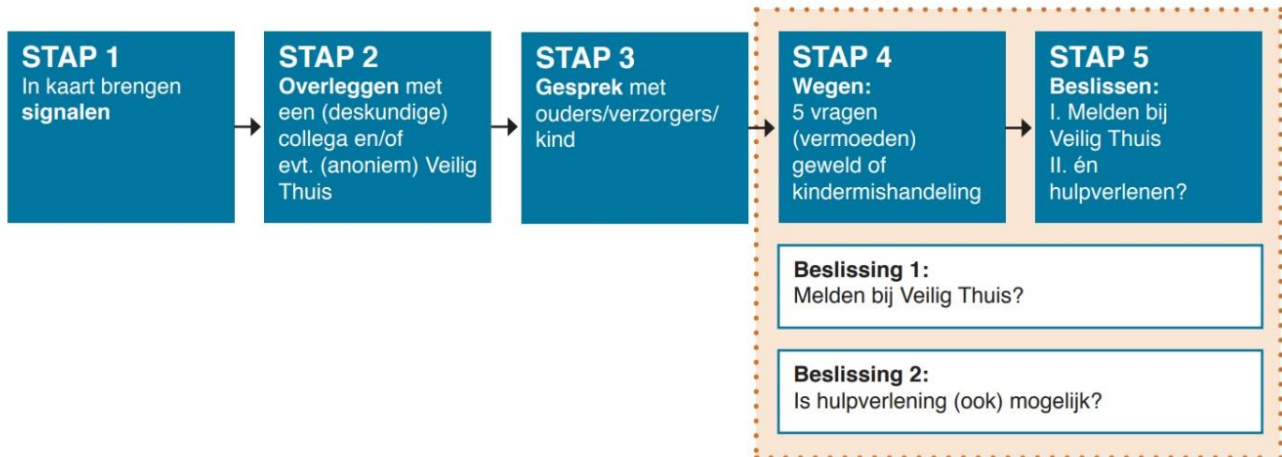 STAP 1
In kaart brengen
signalen
STAP 2
Overleggen met
een (deskundige)
collega en/of
evt. (anoniem) Veilig
Thuis
STAP 3
Gesprek met
ouders/verzorgers/
kind
STAP 4
Wegen:
5 vragen
(vermoeden)
geweld of
kindermishandeling
STAP 5
Beslissen:
I. Melden bij
Veilig Thuis
II. én
hulpverlenen?
Beslissing 1:
Melden bij Veilig Thuis?
Beslissing 2:
Is hulpverlening (ook) mogelijk?